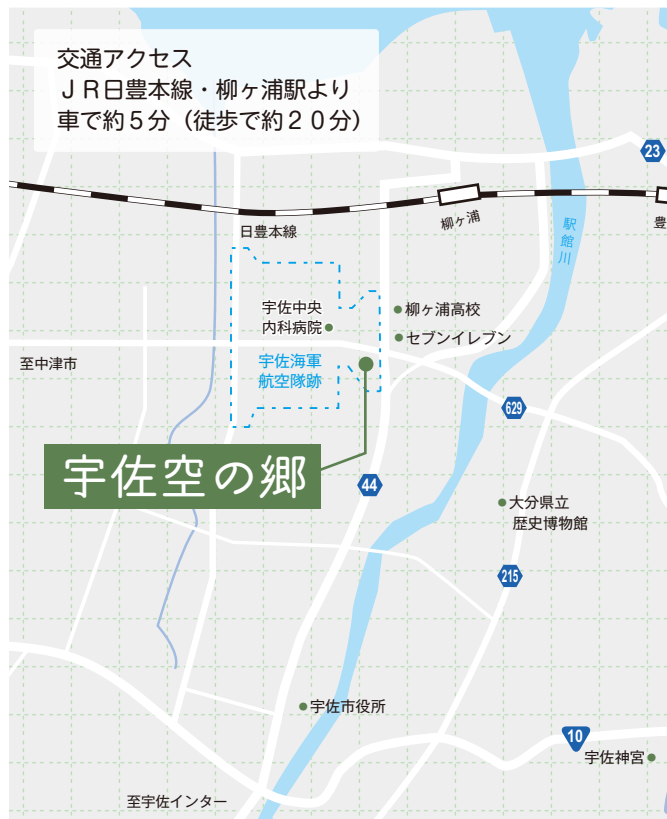 交通アクセス
ＪＲ日豊本線・柳ヶ浦駅より
車で約５分（徒歩で約２０分）
23
日豊本線
柳ヶ浦
豊
駅館川
宇佐中央
内科病院
柳ヶ浦高校
セブンイレブン
至中津市
宇佐海軍
航空隊跡
629
宇佐空の郷
44
大分県立
歴史博物館
215
宇佐市役所
10
宇佐神宮
至宇佐インター